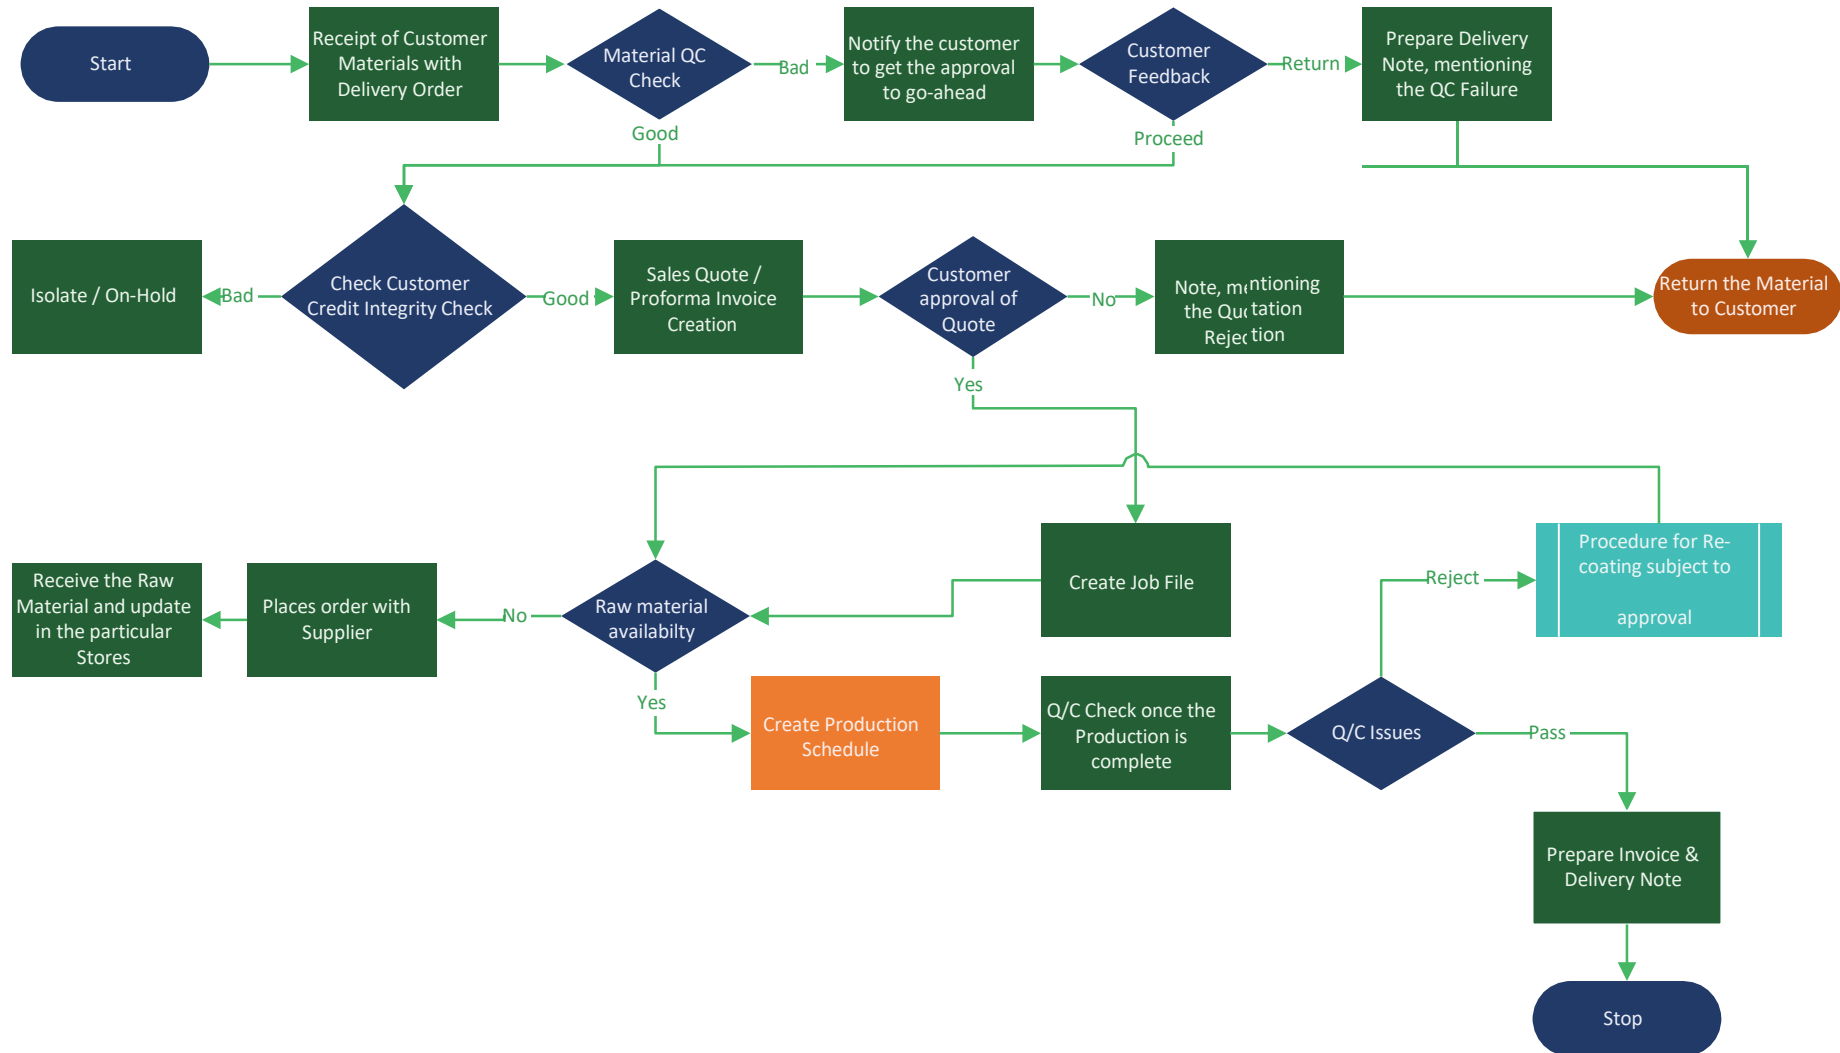 Start
Receipt of Customer
Materials with
Delivery Order
Material QC
Check
Bad
Notify the customer
to get the approval
to go-ahead
Customer
Feedback
Return
Prepare Delivery
Note, mentioning
the QC Failure
Good
Proceed
Isolate / On-Hold
Bad
Check Customer
Credit Integrity Check
Good
Sales Quote /
Proforma Invoice
Creation
Customer
approval of
Quote
No
Note, mentioning
the Quotation
Rejection
Return the Material
to Customer
Yes
Receive the Raw
Material and update
in the particular
Stores
Places order with
Supplier
No
Raw material
availabilty
Create Job File
Reject
Procedure for Re-
coating subject to
approval
Yes
Create Production
Schedule
Q/C Check once the
Production is
complete
Q/C Issues
Pass
Prepare Invoice &
Delivery Note
Stop